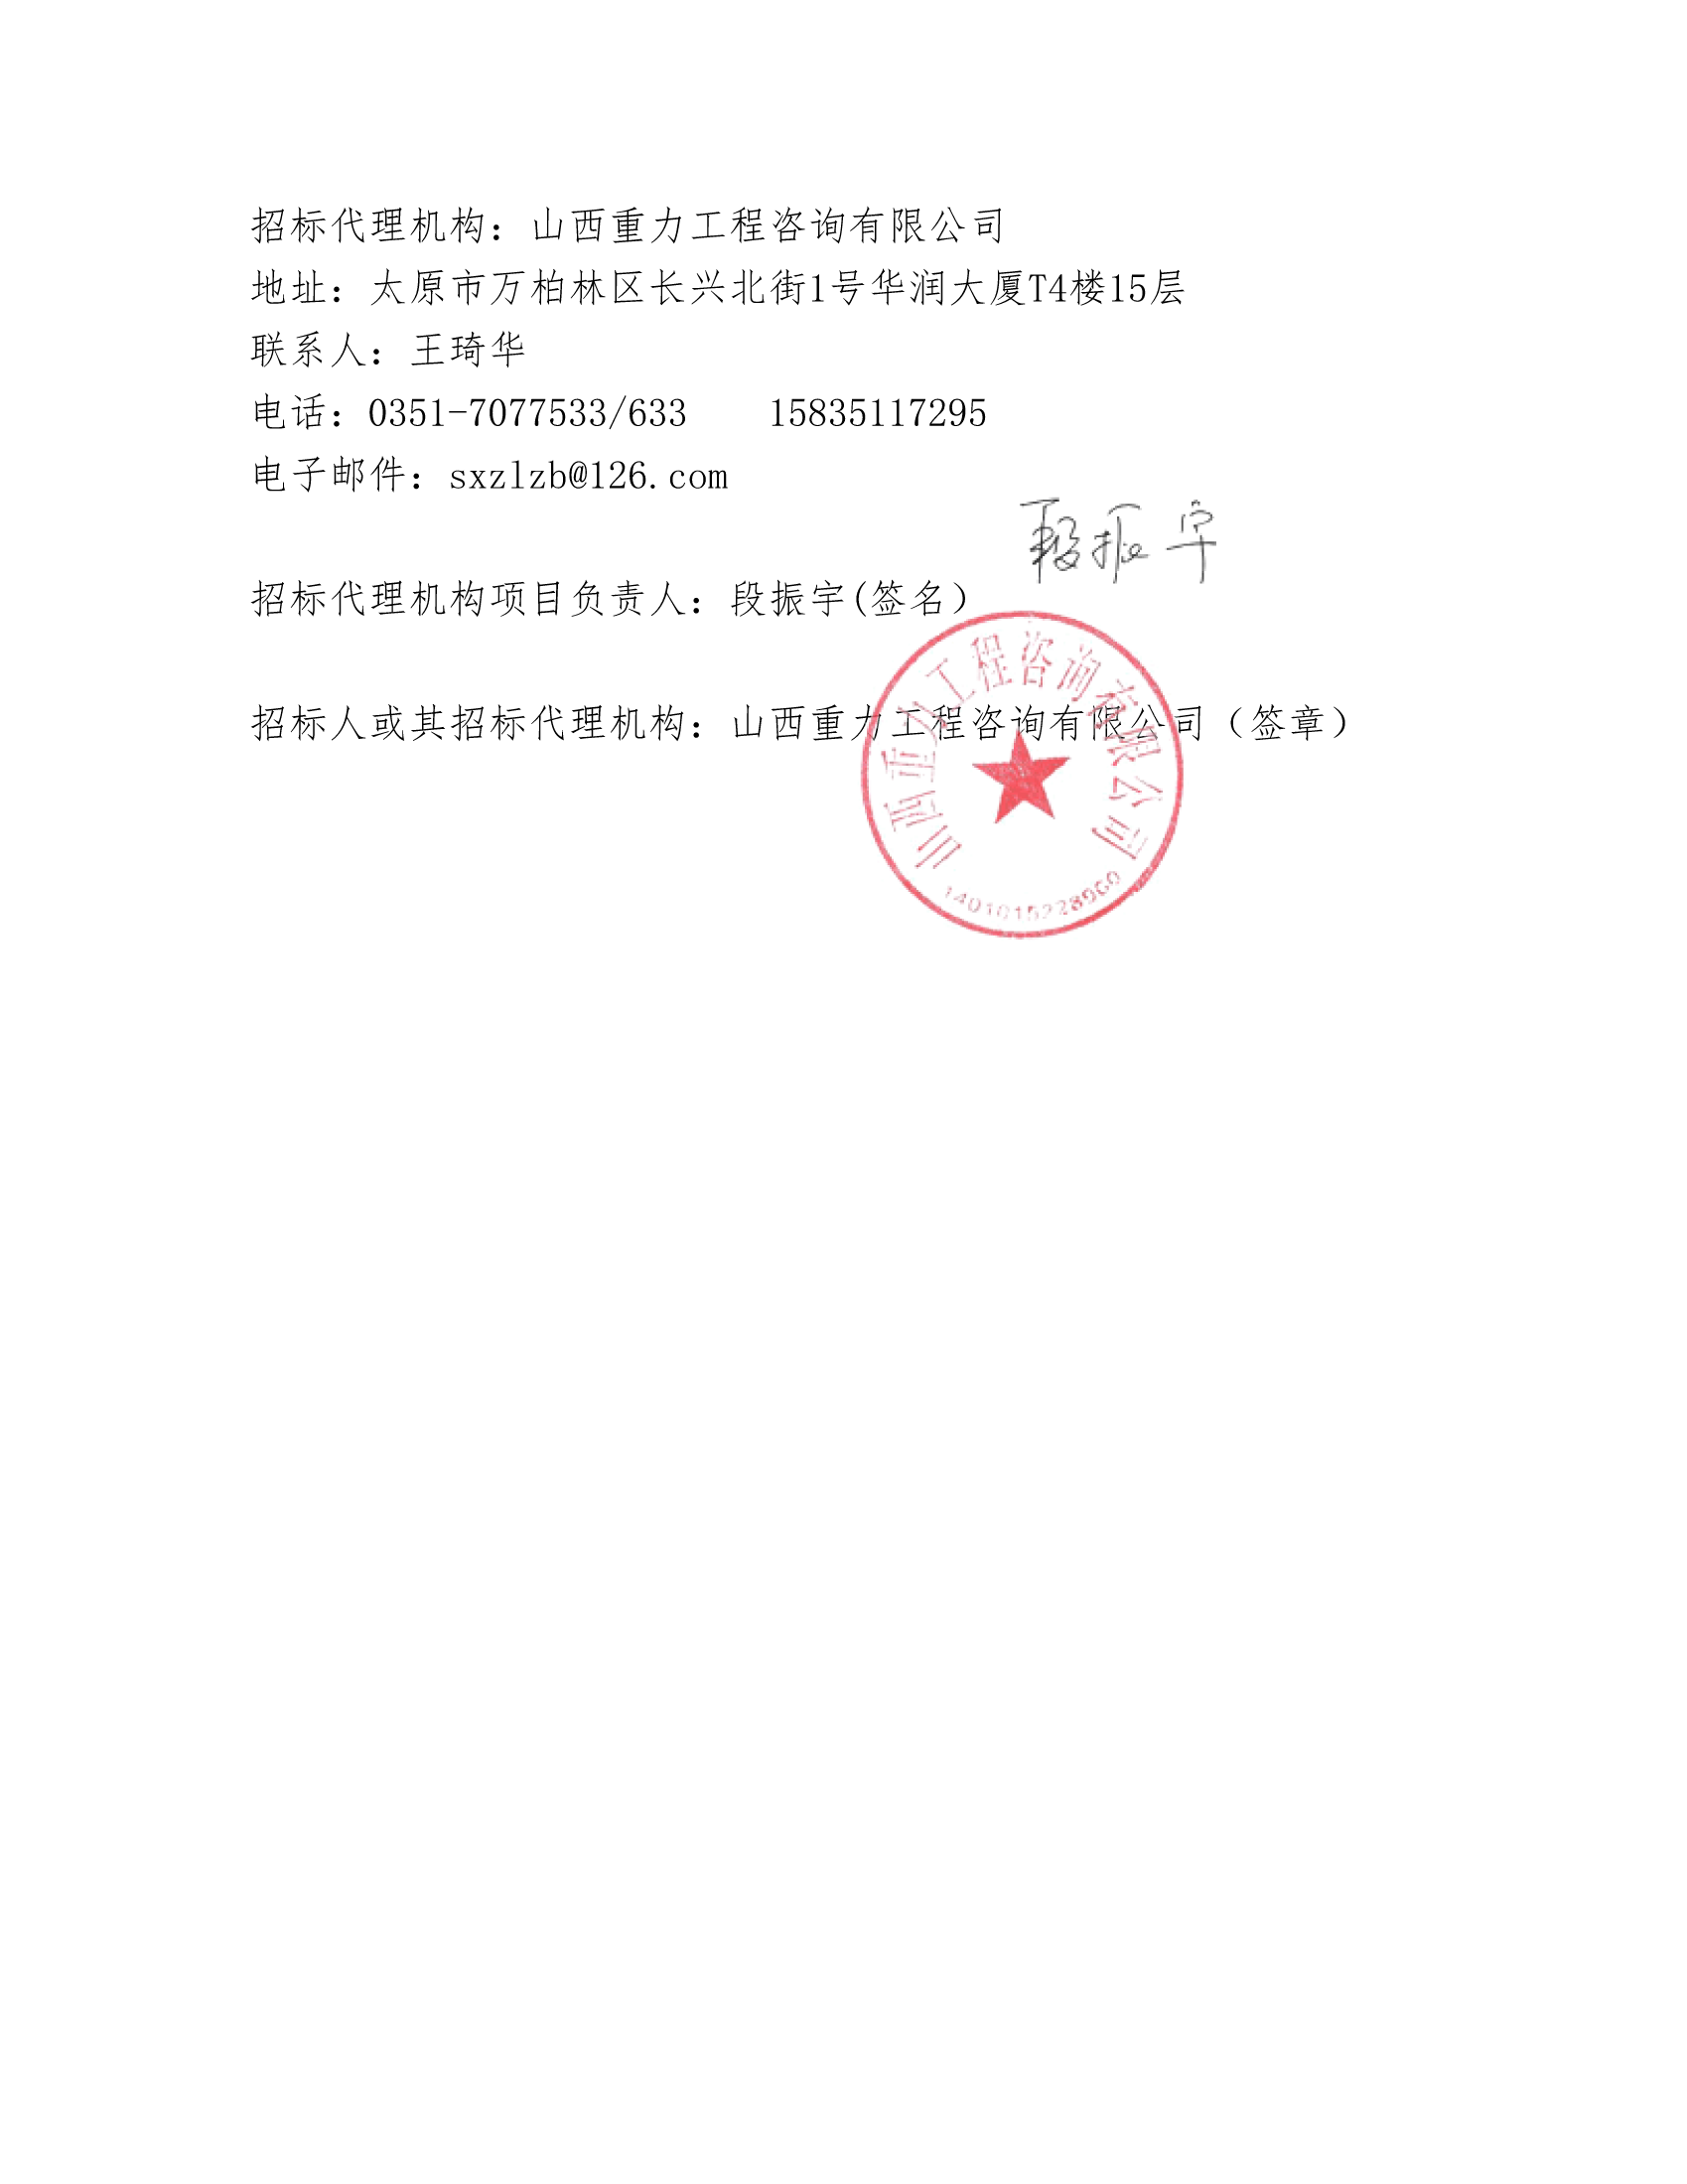 招标代理机构：山西重力工程咨询有限公司
地址：太原市万柏林区长兴北街1号华润大厦T4楼15层
联系人：王琦华
电话：0351-7077533/633    15835117295
电子邮件：sxzlzb@126.com
段振宇
招标代理机构项目负责人：段振宇(签名）
招标人或其招标代理机构：山西重力工程咨询有限公司（签章）
山西重力工程咨询有限公司